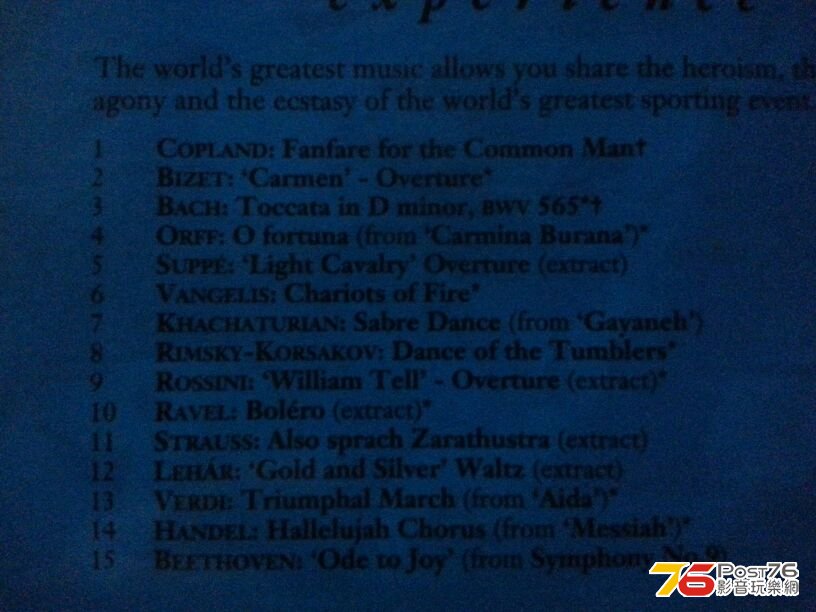 experience
The world's greatest music allows you share the heroism, th
agony and the ecstasy of the world's greatest sporting event
1 COPLAND: Fanfare for the Common Man†
2 BIZET: 'Carmen' - Overture*
3 BACH: Toccata in D minor, BWV 565*†
4 ORFF: O fortuna (from 'Carmina Burana')*
5 SUPPÉ: 'Light Cavalry' Overture (extract)
6 VANGELIS: Chariots of Fire*
7 KHACHATURIAN: Sabre Dance (from 'Gayaneh')
8 RIMSKY-KORSAKOV: Dance of the Tumblers*
9 ROSSINI: 'William Tell' - Overture (extract)*
10 RAVEL: Boléro (extract)*
11 STRAUSS: Also sprach Zarathustra (extract)
12 LEHÁR: 'Gold and Silver' Waltz (extract)
13 VERDI: Triumphal March (from 'Aida')*
14 HANDEL: Hallelujah Chorus (from 'Messiah')*
15 BEETHOVEN: 'Ode to Joy' (from Symphony No.9)
76 POST76
影音玩樂網